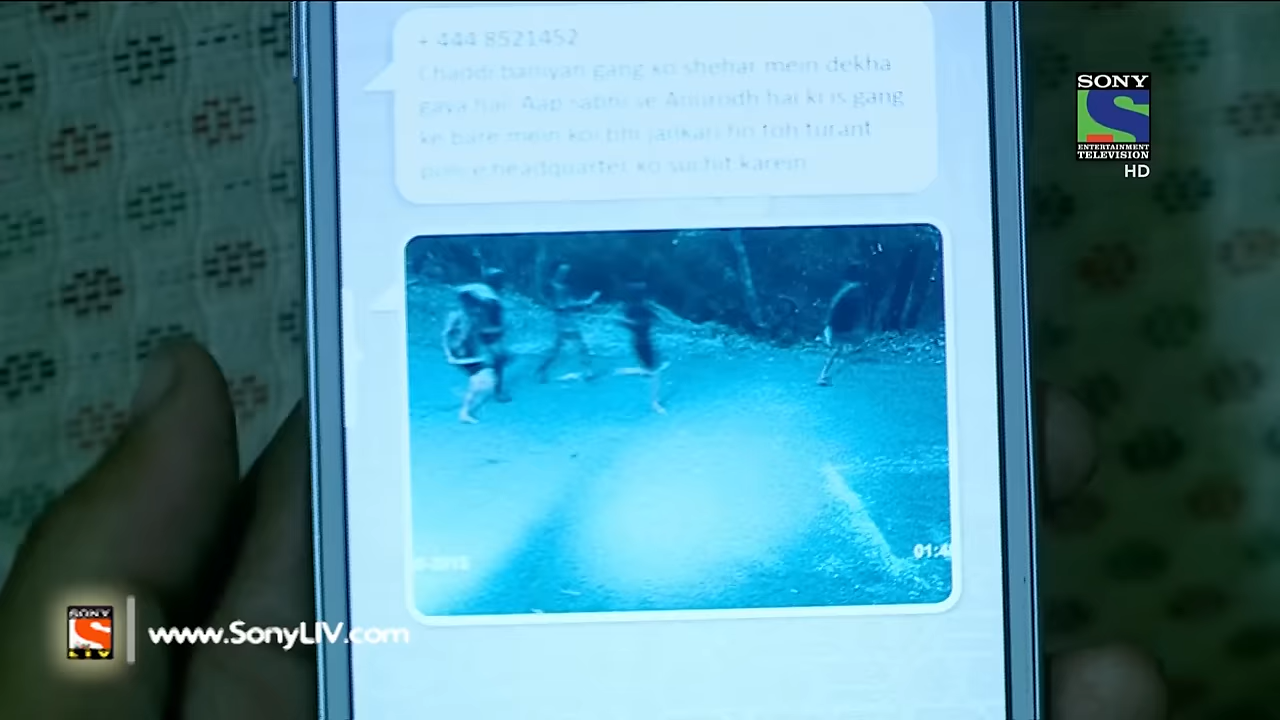 + 444 8521452
Chaddi baniyan gang ko shehar mein dekha
gaya hai. Aap sabhi se Anurodh hai ki is gang
ke bare mein koi bhi jankari ho toh turant
police headquarter ko suchit karein
SONY
ENTERTAINMENT
TELEVISION
HD
01:4
SONY
LIV
www.SonyLIV.com